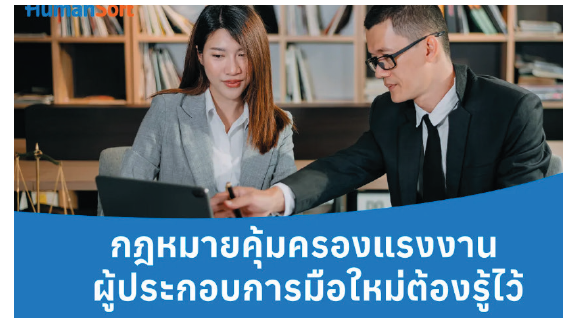 HumanSoft
กฎหมายคุ้มครองแรงงาน
ผู้ประกอบการมือใหม่ต้องรู้ไว้